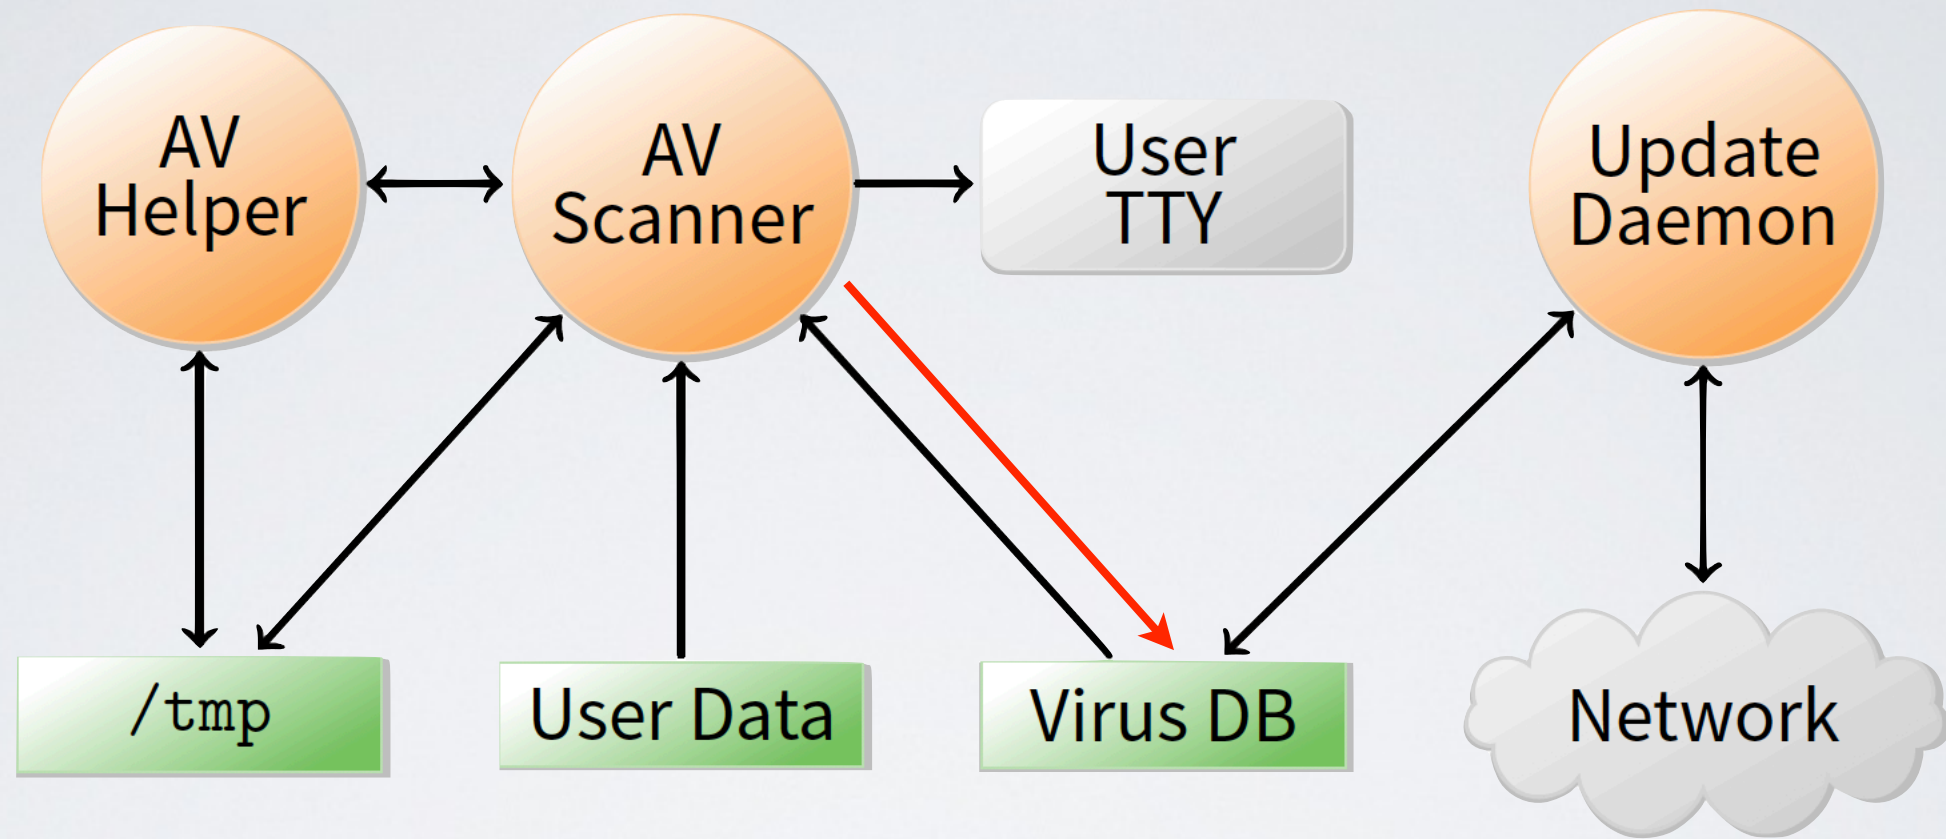 AV
Helper
AV
Scanner
User
TTY
Update
Daemon
/tmp
User Data
Virus DB
Network